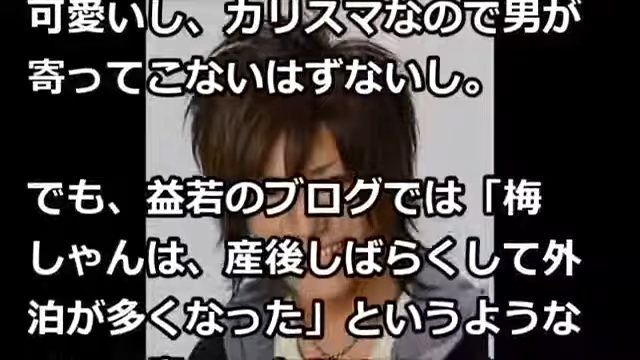 可愛いし、カリスマなので男が
寄ってこないはずないし。
でも、益若のブログでは「梅
しゃんは、産後しばらくして外
泊が多くなった」というような